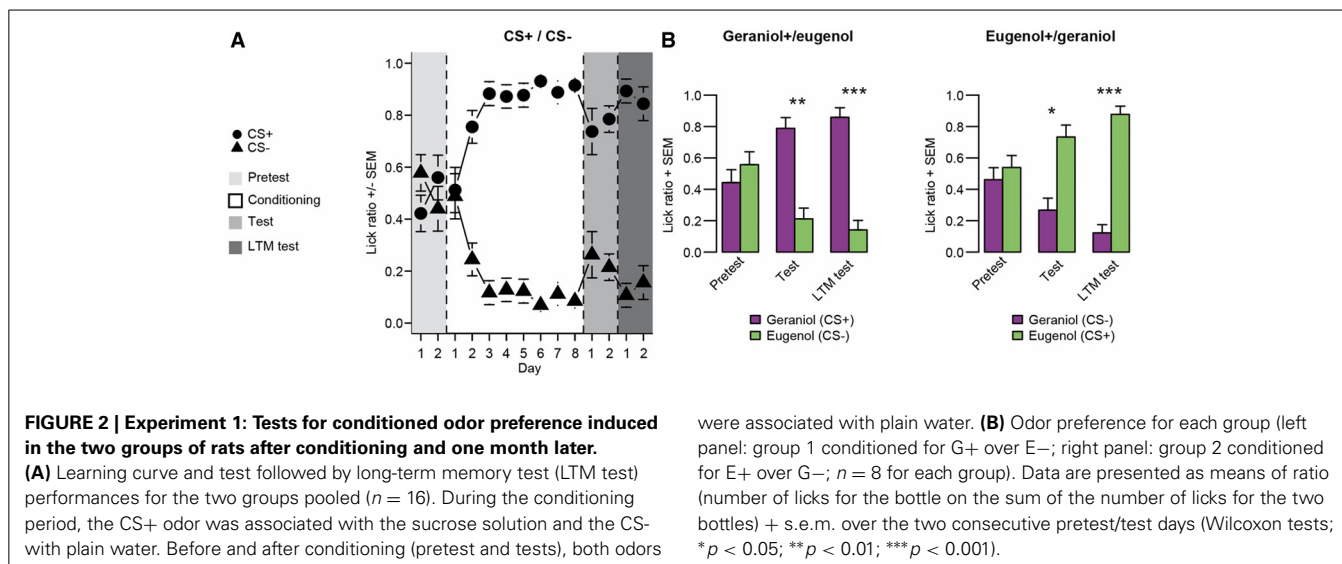 A
CS+ / CS-
Lick ratio +/- SEM
1.0
0.8
0.6
0.4
0.2
0.0
1 2 1 2 3 4 5 6 7 8 1 2 1 2
Day
CS+
CS-
Pretest
Conditioning
Test
LTM test
B
Geraniol+/eugenol
Lick ratio + SEM
1.0
0.8
0.6
0.4
0.2
0.0
**
***
Pretest
Test
LTM test
Geraniol (CS+)
Eugenol (CS-)
Eugenol+/geraniol
Lick ratio + SEM
1.0
0.8
0.6
0.4
0.2
0.0
*
***
Pretest
Test
LTM test
Geraniol (CS-)
Eugenol (CS+)
FIGURE 2 | Experiment 1: Tests for conditioned odor preference induced
in the two groups of rats after conditioning and one month later.
(A) Learning curve and test followed by long-term memory test (LTM test)
performances for the two groups pooled (n = 16). During the conditioning
period, the CS+ odor was associated with the sucrose solution and the CS-
with plain water. Before and after conditioning (pretest and tests), both odors
were associated with plain water. (B) Odor preference for each group (left
panel: group 1 conditioned for G+ over E−; right panel: group 2 conditioned
for E+ over G−; n = 8 for each group). Data are presented as means of ratio
(number of licks for the bottle on the sum of the number of licks for the two
bottles) + s.e.m. over the two consecutive pretest/test days (Wilcoxon tests;
*p < 0.05; **p < 0.01; ***p < 0.001).